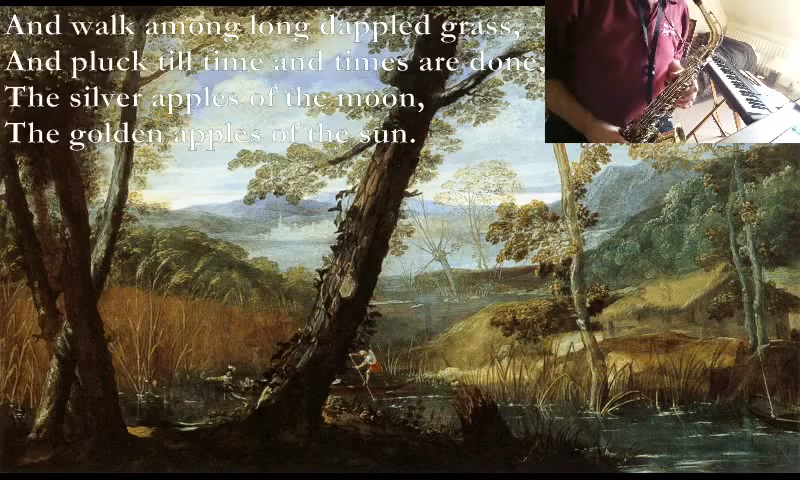 And walk among long dappled grass,
And pluck till time and times are done,
The silver apples of the moon,
The golden apples of the sun.